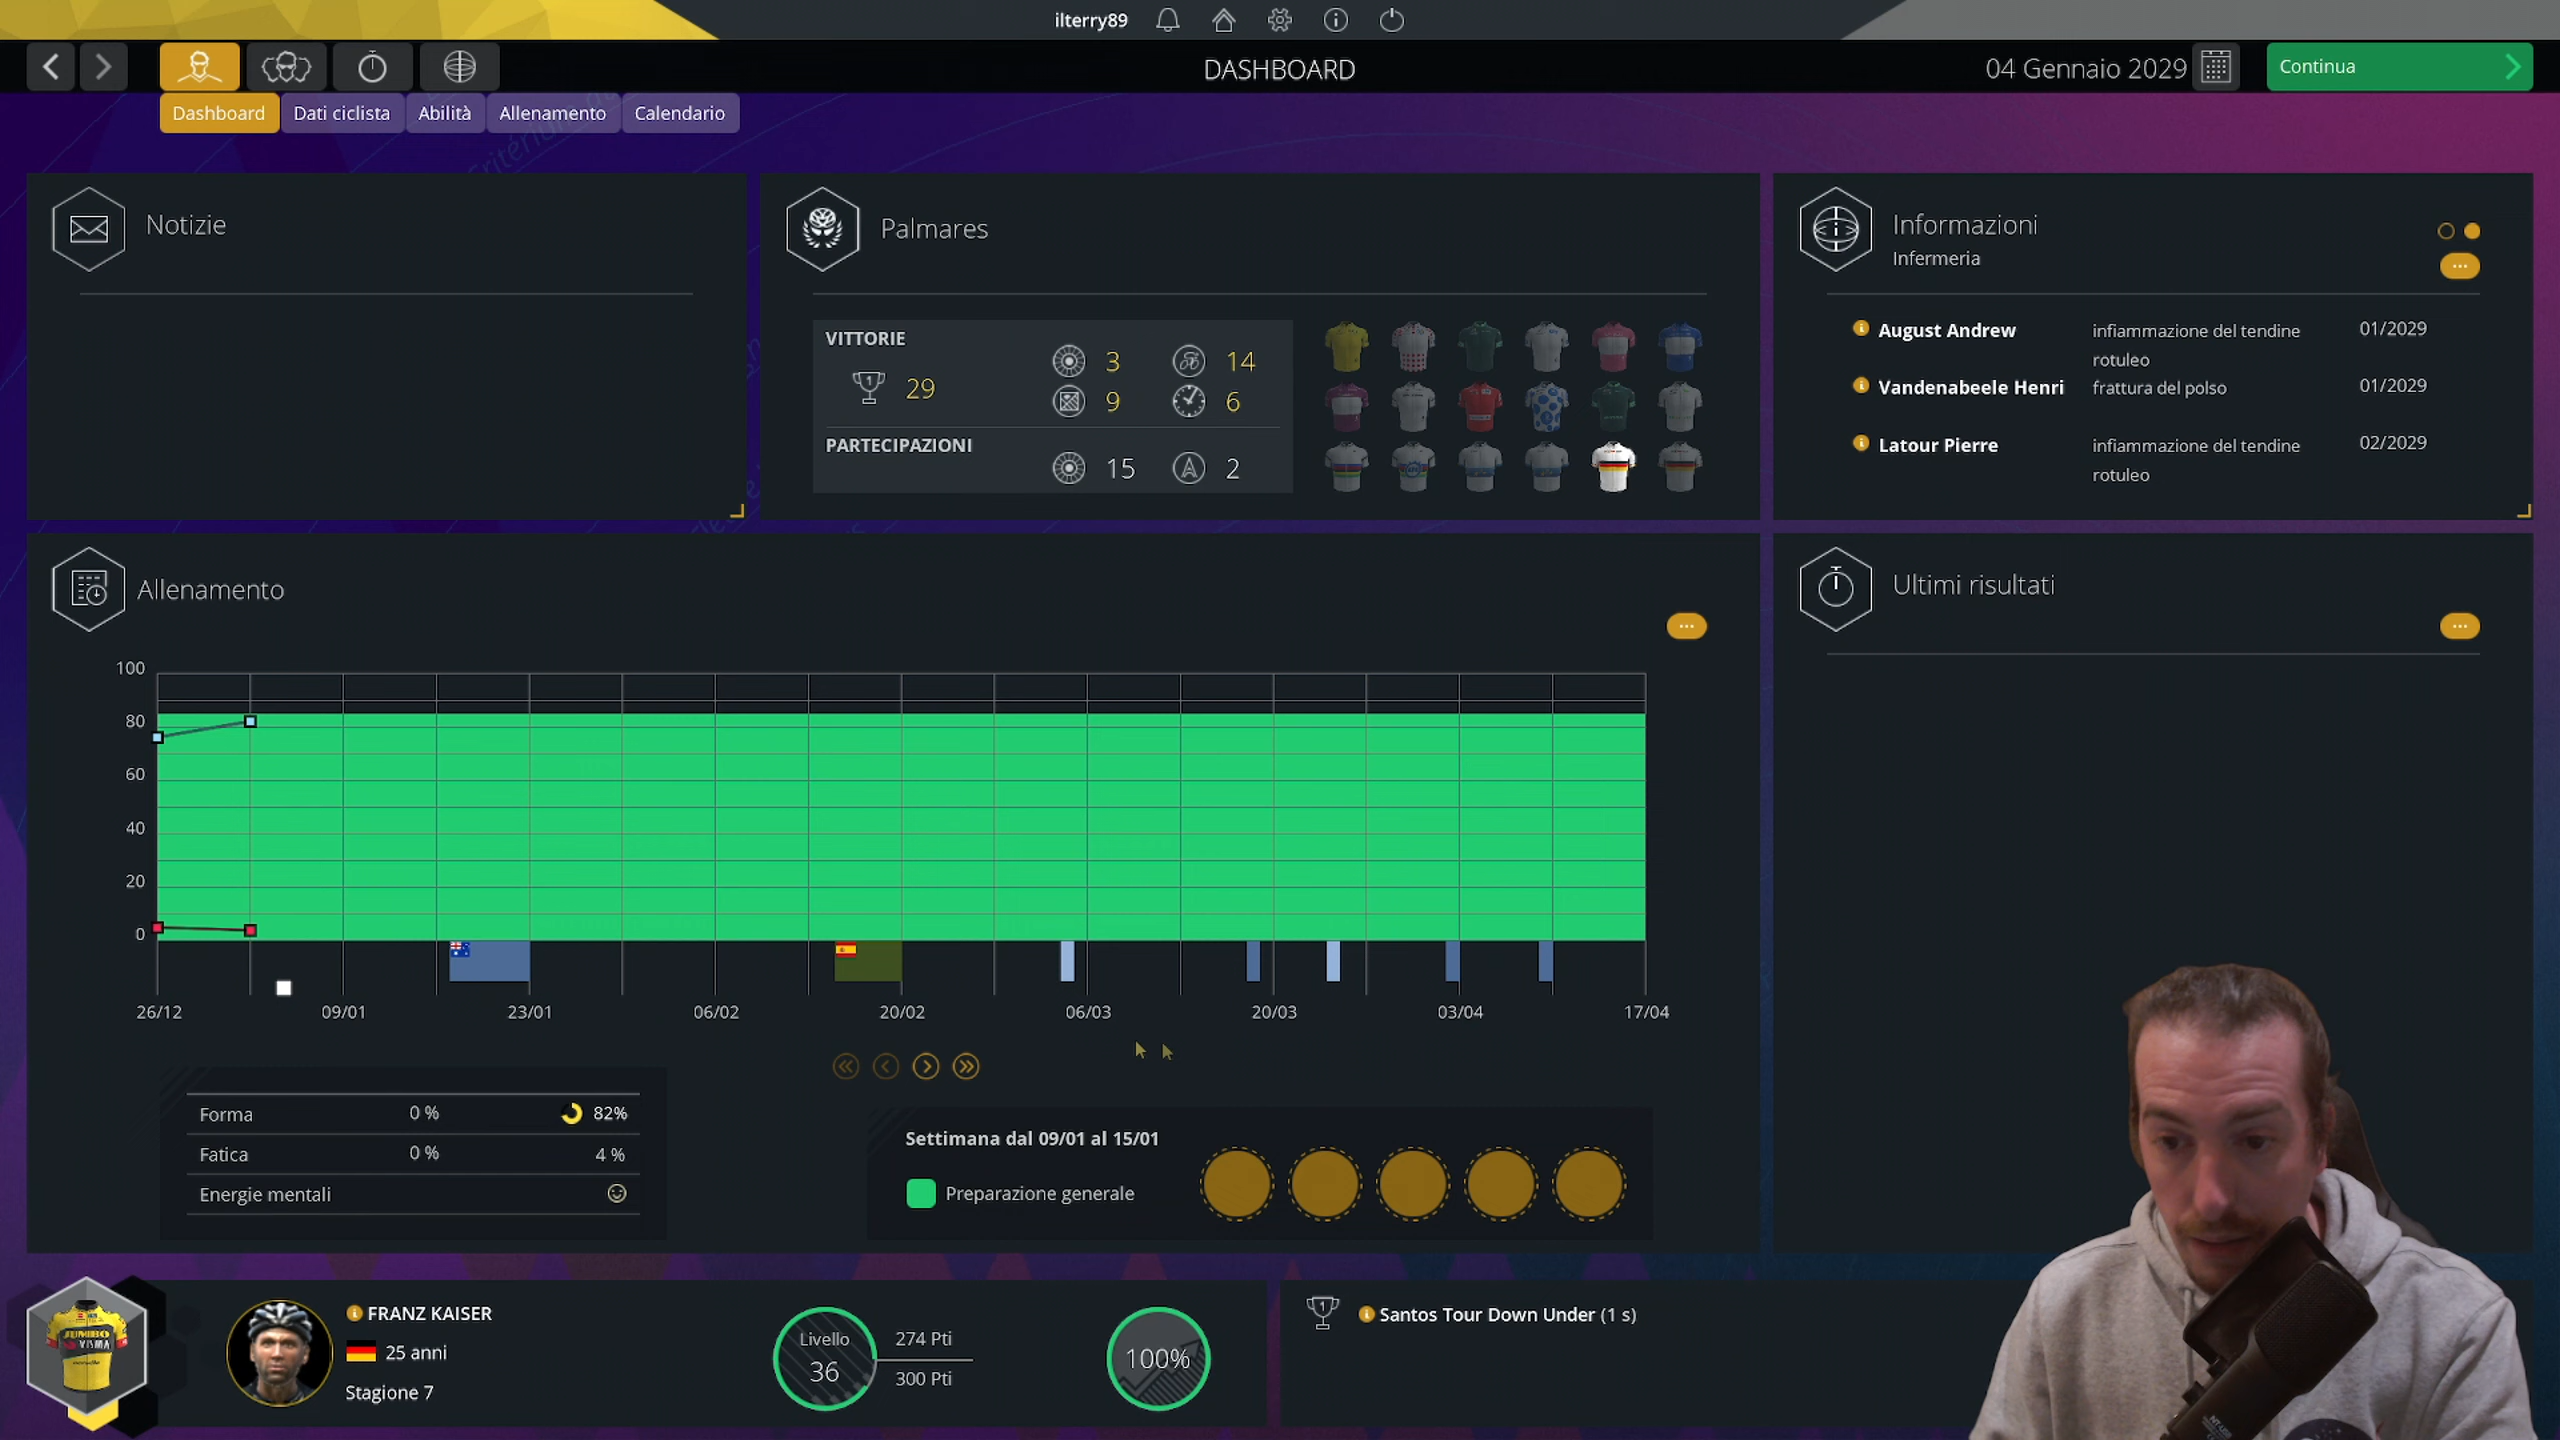 ilterry89
DASHBOARD
04 Gennaio 2029
Continua
Dashboard
Dati ciclista
Abilità
Allenamento
Calendario
Notizie
Palmares
VITTORIE
29
3
14
9
6
PARTECIPAZIONI
15
2
Informazioni
Infermeria
August Andrew infiammazione del tendine 01/2029
rotuleo
Vandenabeele Henri frattura del polso 01/2029
Latour Pierre infiammazione del tendine 02/2029
rotuleo
Allenamento
100
80
60
40
20
0
26/12 09/01 23/01 06/02 20/02 06/03 20/03 03/04 17/04
Forma 0 % 82%
Fatica 0 % 4 %
Energie mentali
Settimana dal 09/01 al 15/01
Preparazione generale
Ultimi risultati
JUMBO
VISMA
FRANZ KAISER
25 anni
Stagione 7
Livello
36
274 Pti
300 Pti
100%
Santos Tour Down Under (1 s)